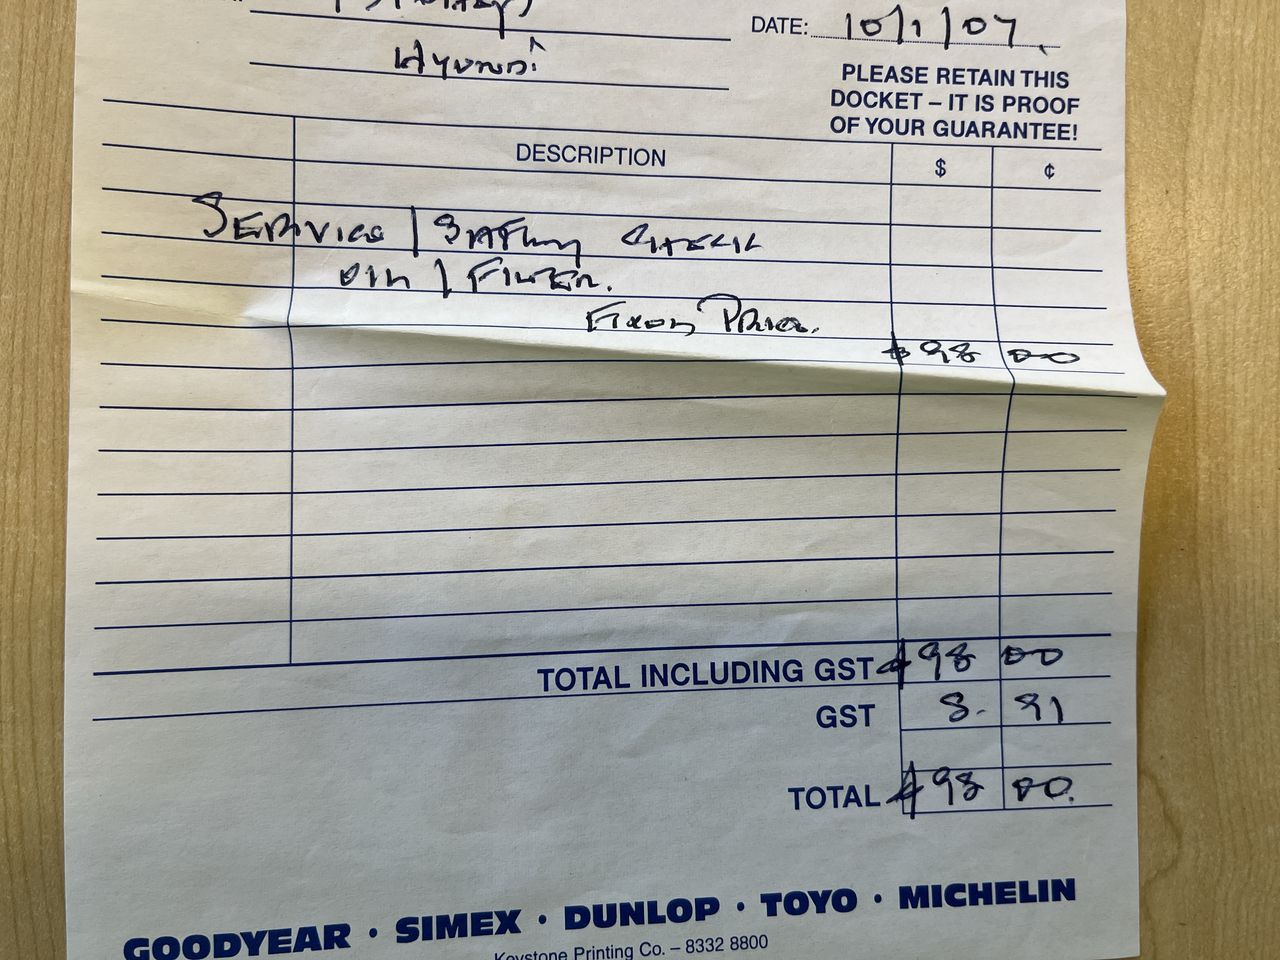 DATE: 10/1/07.
Hyundi
PLEASE RETAIN THIS
DOCKET – IT IS PROOF
OF YOUR GUARANTEE!
DESCRIPTION $ ¢
SERVICE / SAFETY CHECK
OIL / FILTER.
FIXED PRICE.
$98 00
TOTAL INCLUDING GST $98 00
GST 8. 91
TOTAL $98 00.
GOODYEAR · SIMEX · DUNLOP · TOYO · MICHELIN
Keystone Printing Co. – 8332 8800